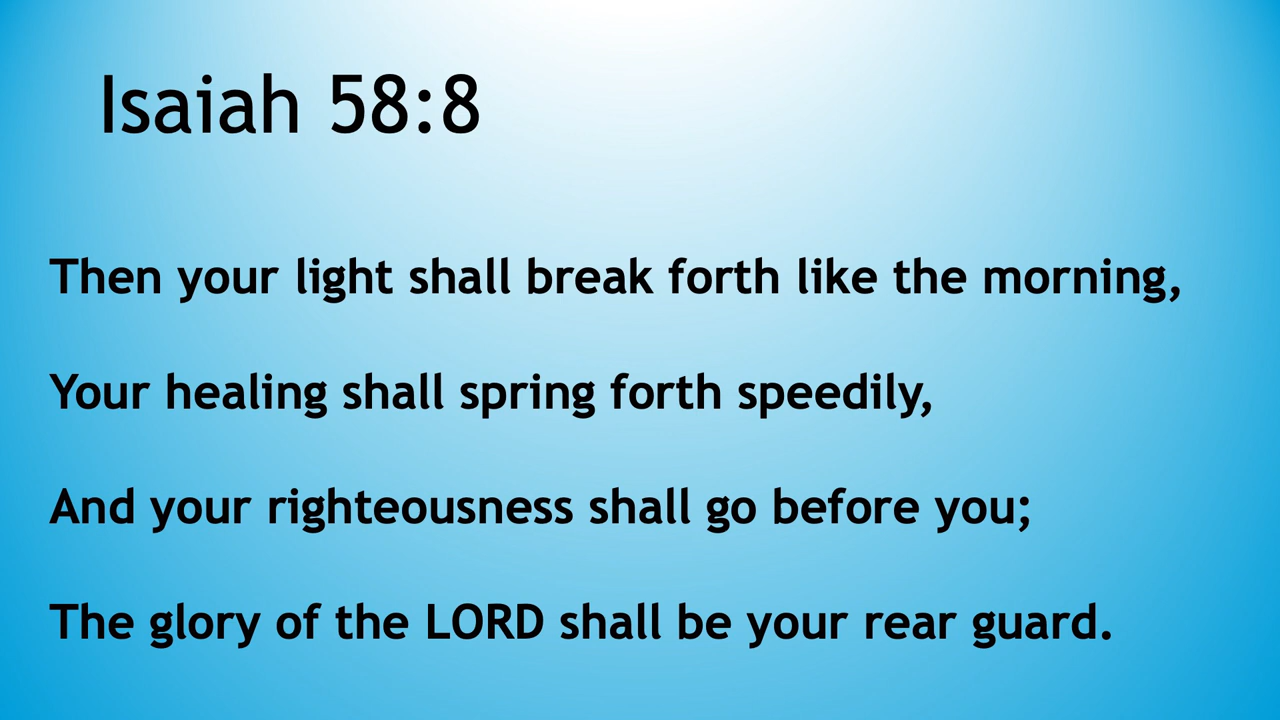 Isaiah 58:8
Then your light shall break forth like the morning,
Your healing shall spring forth speedily,
And your righteousness shall go before you;
The glory of the LORD shall be your rear guard.